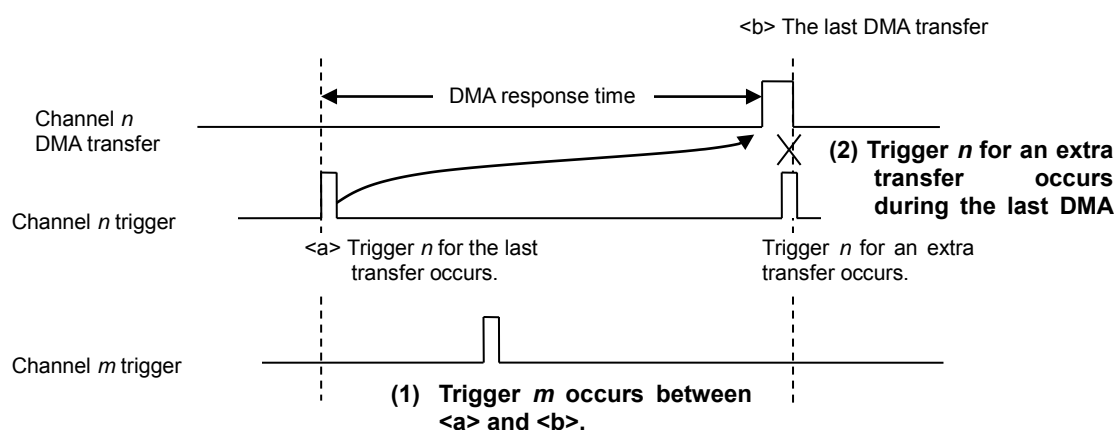 <b> The last DMA transfer
DMA response time
Channel n
DMA transfer
(2) Trigger n for an extra
transfer occurs
during the last DMA
Channel n trigger
<a> Trigger n for the last
transfer occurs.
Trigger n for an extra
transfer occurs.
Channel m trigger
(1) Trigger m occurs between
<a> and <b>.